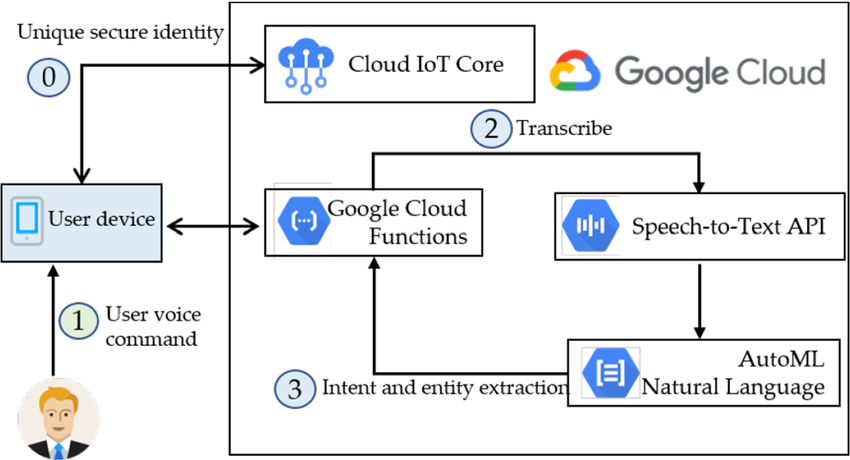 Unique secure identity
0
Cloud IoT Core
Google Cloud
2
Transcribe
User device
Google Cloud
Functions
Speech-to-Text API
1
User voice
command
AutoML
Natural Language
3
Intent and entity extraction